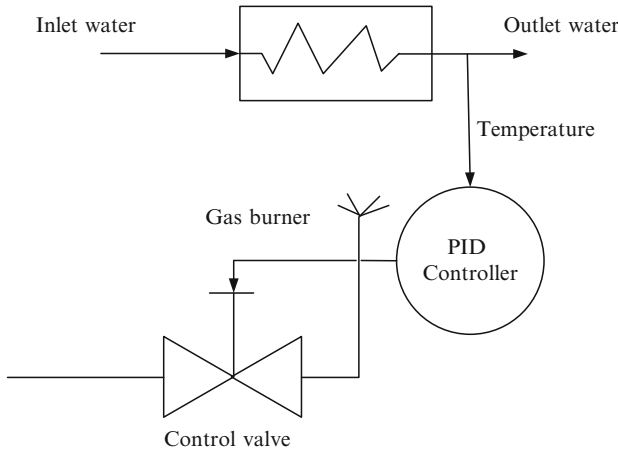 Inlet water
Outlet water
Temperature
Gas burner
PID
Controller
Control valve